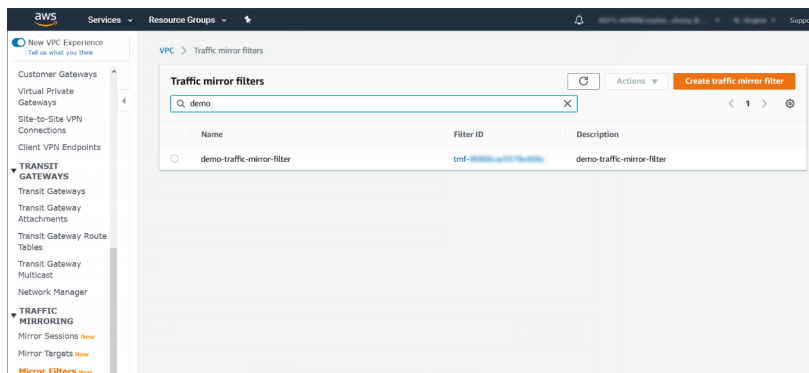 aws Services Resource Groups Suppo
New VPC Experience
Tell us what you think
Customer Gateways
Virtual Private
Gateways
Site-to-Site VPN
Connections
Client VPN Endpoints
TRANSIT
GATEWAYS
Transit Gateways
Transit Gateway
Attachments
Transit Gateway Route
Tables
Transit Gateway
Multicast
Network Manager
TRAFFIC
MIRRORING
Mirror Sessions New
Mirror Targets New
Mirror Filters New
VPC > Traffic mirror filters
Traffic mirror filters Actions Create traffic mirror filter
demo
1
Name Filter ID Description
demo-traffic-mirror-filter tmf- demo-traffic-mirror-filter